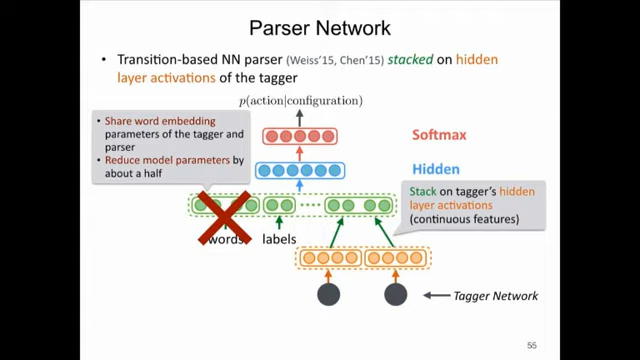 Parser Network
• Transition-based NN parser (Weiss'15, Chen'15) stacked on hidden
layer activations of the tagger
p(action|configuration)
• Share word embedding
parameters of the tagger and
parser
• Reduce model parameters by
about a half
Softmax
Hidden
Stack on tagger's hidden
layer activations
(continuous features)
words labels
Tagger Network
55